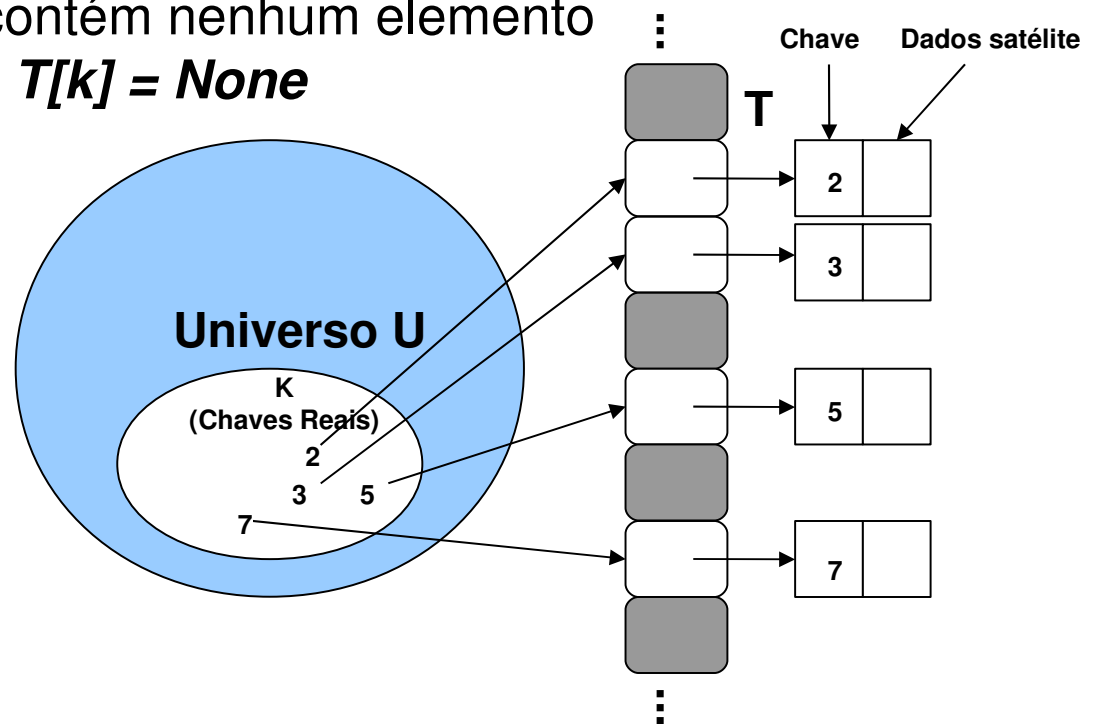 contém nenhum elemento
T[k] = None
Chave Dados satélite
T
2
3
Universo U
K
(Chaves Reais)
2
3 5
7
5
7